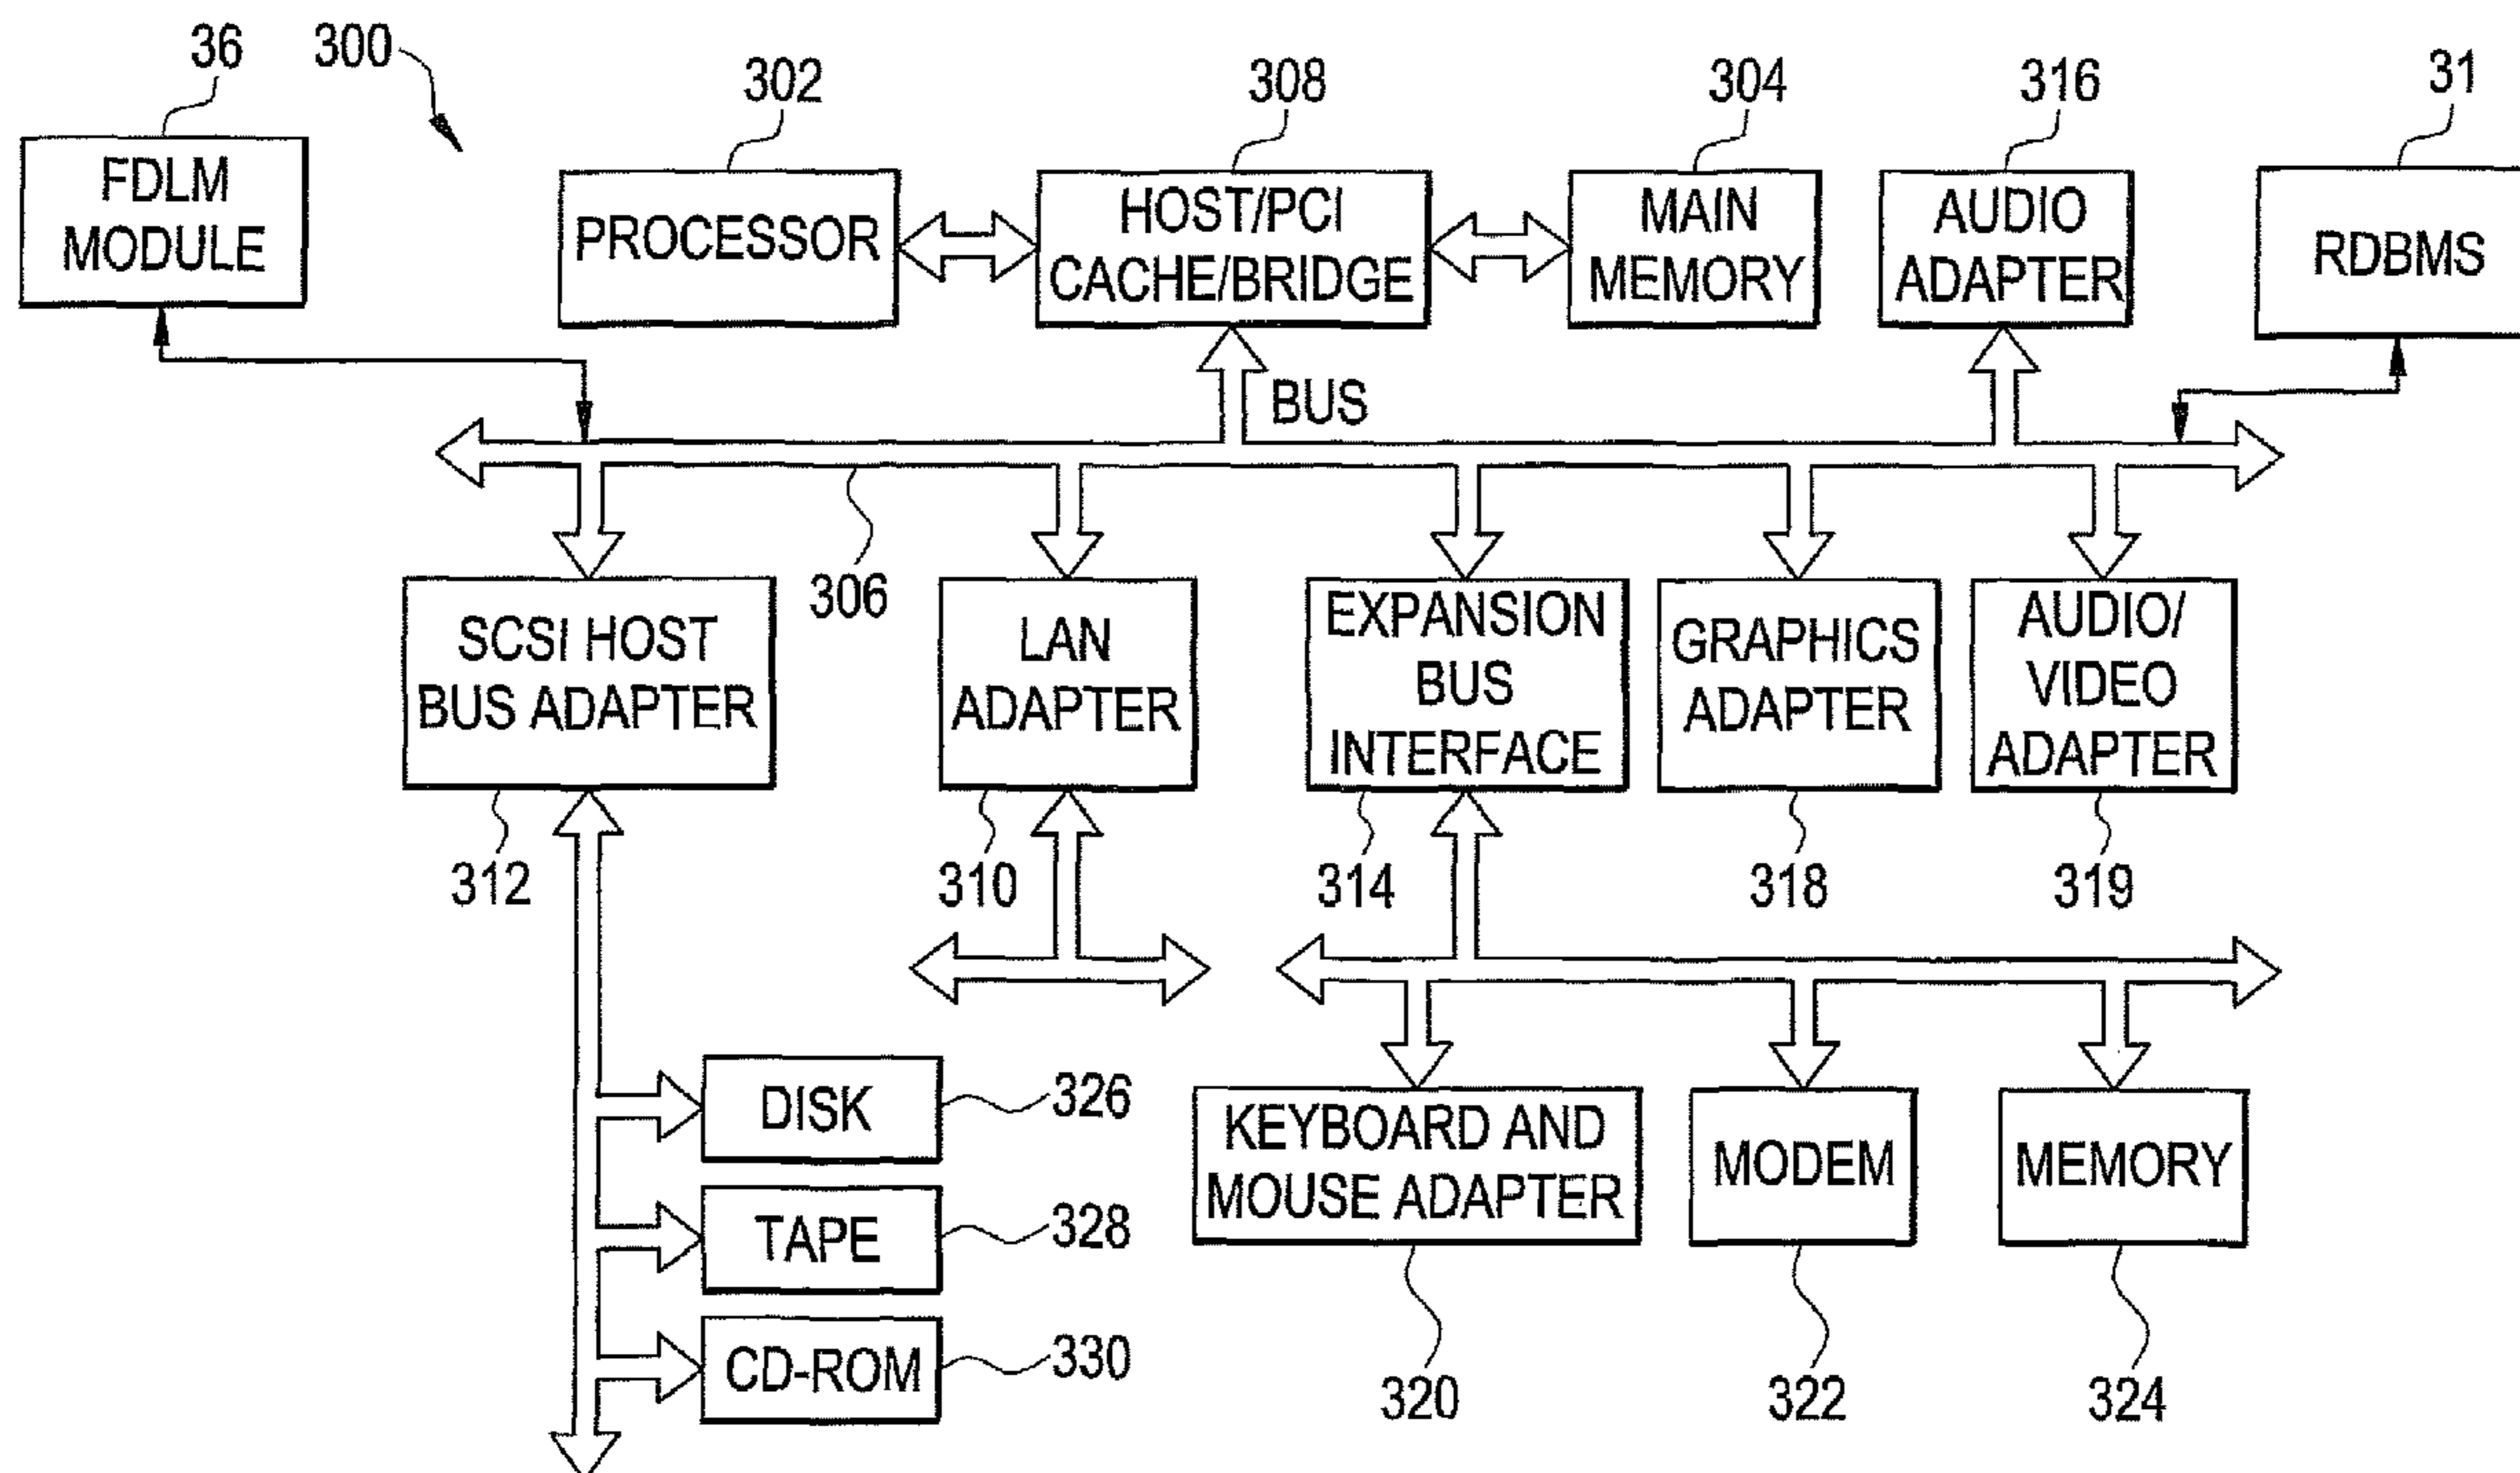 36
300
302
308
304
316
31
FDLM
MODULE
PROCESSOR
HOST/PCI
CACHE/BRIDGE
MAIN
MEMORY
AUDIO
ADAPTER
RDBMS
BUS
306
SCSI HOST
BUS ADAPTER
LAN
ADAPTER
EXPANSION
BUS
INTERFACE
GRAPHICS
ADAPTER
AUDIO/
VIDEO
ADAPTER
312
310
314
318
319
DISK
326
TAPE
328
CD-ROM
330
KEYBOARD AND
MOUSE ADAPTER
MODEM
MEMORY
320
322
324